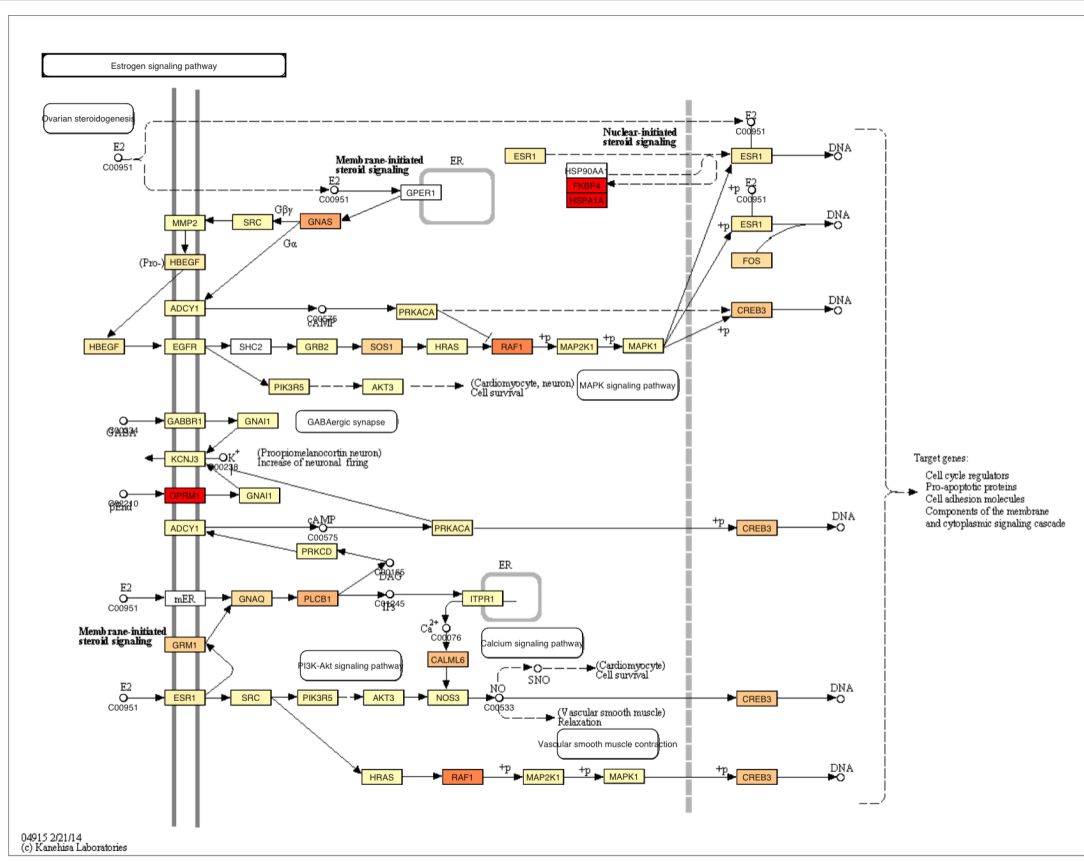 Estrogen signaling pathway
Ovarian steroidogenesis
E2
C00951
E2
C00951
Membrane-initiated
steroid signaling
ER
GPER1
Nuclear-initiated
steroid signaling
ESR1
HSP90AA1
FKBP4
HSPA1A
E2
C00951
ESR1
DNA
+p
E2
C00951
+p
ESR1
DNA
FOS
MMP2
SRC
Gβγ
GNAS
Gα
(Pro-)
HBEGF
ADCY1
C00575
cAMP
PRKACA
CREB3
DNA
+p
HBEGF
EGFR
SHC2
GRB2
SOS1
HRAS
RAF1
+p
MAP2K1
+p
MAPK1
PIK3R5
AKT3
(Cardiomyocyte, neuron)
Cell survival
MAPK signaling pathway
GABBR1
GNAI1
GABAergic synapse
KCNJ3
K+
C00238
(Proopiomelanocortin neuron)
Increase of neuronal firing
OPRM1
GNAI1
ADCY1
cAMP
C00575
PRKACA
+p
CREB3
DNA
PRKCD
C00165
DAG
E2
C00951
mER
GNAQ
PLCB1
C01245
IP3
ER
ITPR1
Ca2+
C00076
Membrane-initiated
steroid signaling
GRM1
PI3K-Akt signaling pathway
CALML6
Calcium signaling pathway
E2
C00951
ESR1
SRC
PIK3R5
AKT3
NOS3
NO
C00533
SNO
(Cardiomyocyte)
Cell survival
(Vascular smooth muscle)
Relaxation
CREB3
DNA
Vascular smooth muscle contraction
HRAS
RAF1
+p
MAP2K1
+p
MAPK1
+p
CREB3
DNA
Target genes:
Cell cycle regulators
Pro-apoptotic proteins
Cell adhesion molecules
Components of the membrane
and cytoplasmic signaling cascade
04915 2/21/14
(c) Kanehisa Laboratories